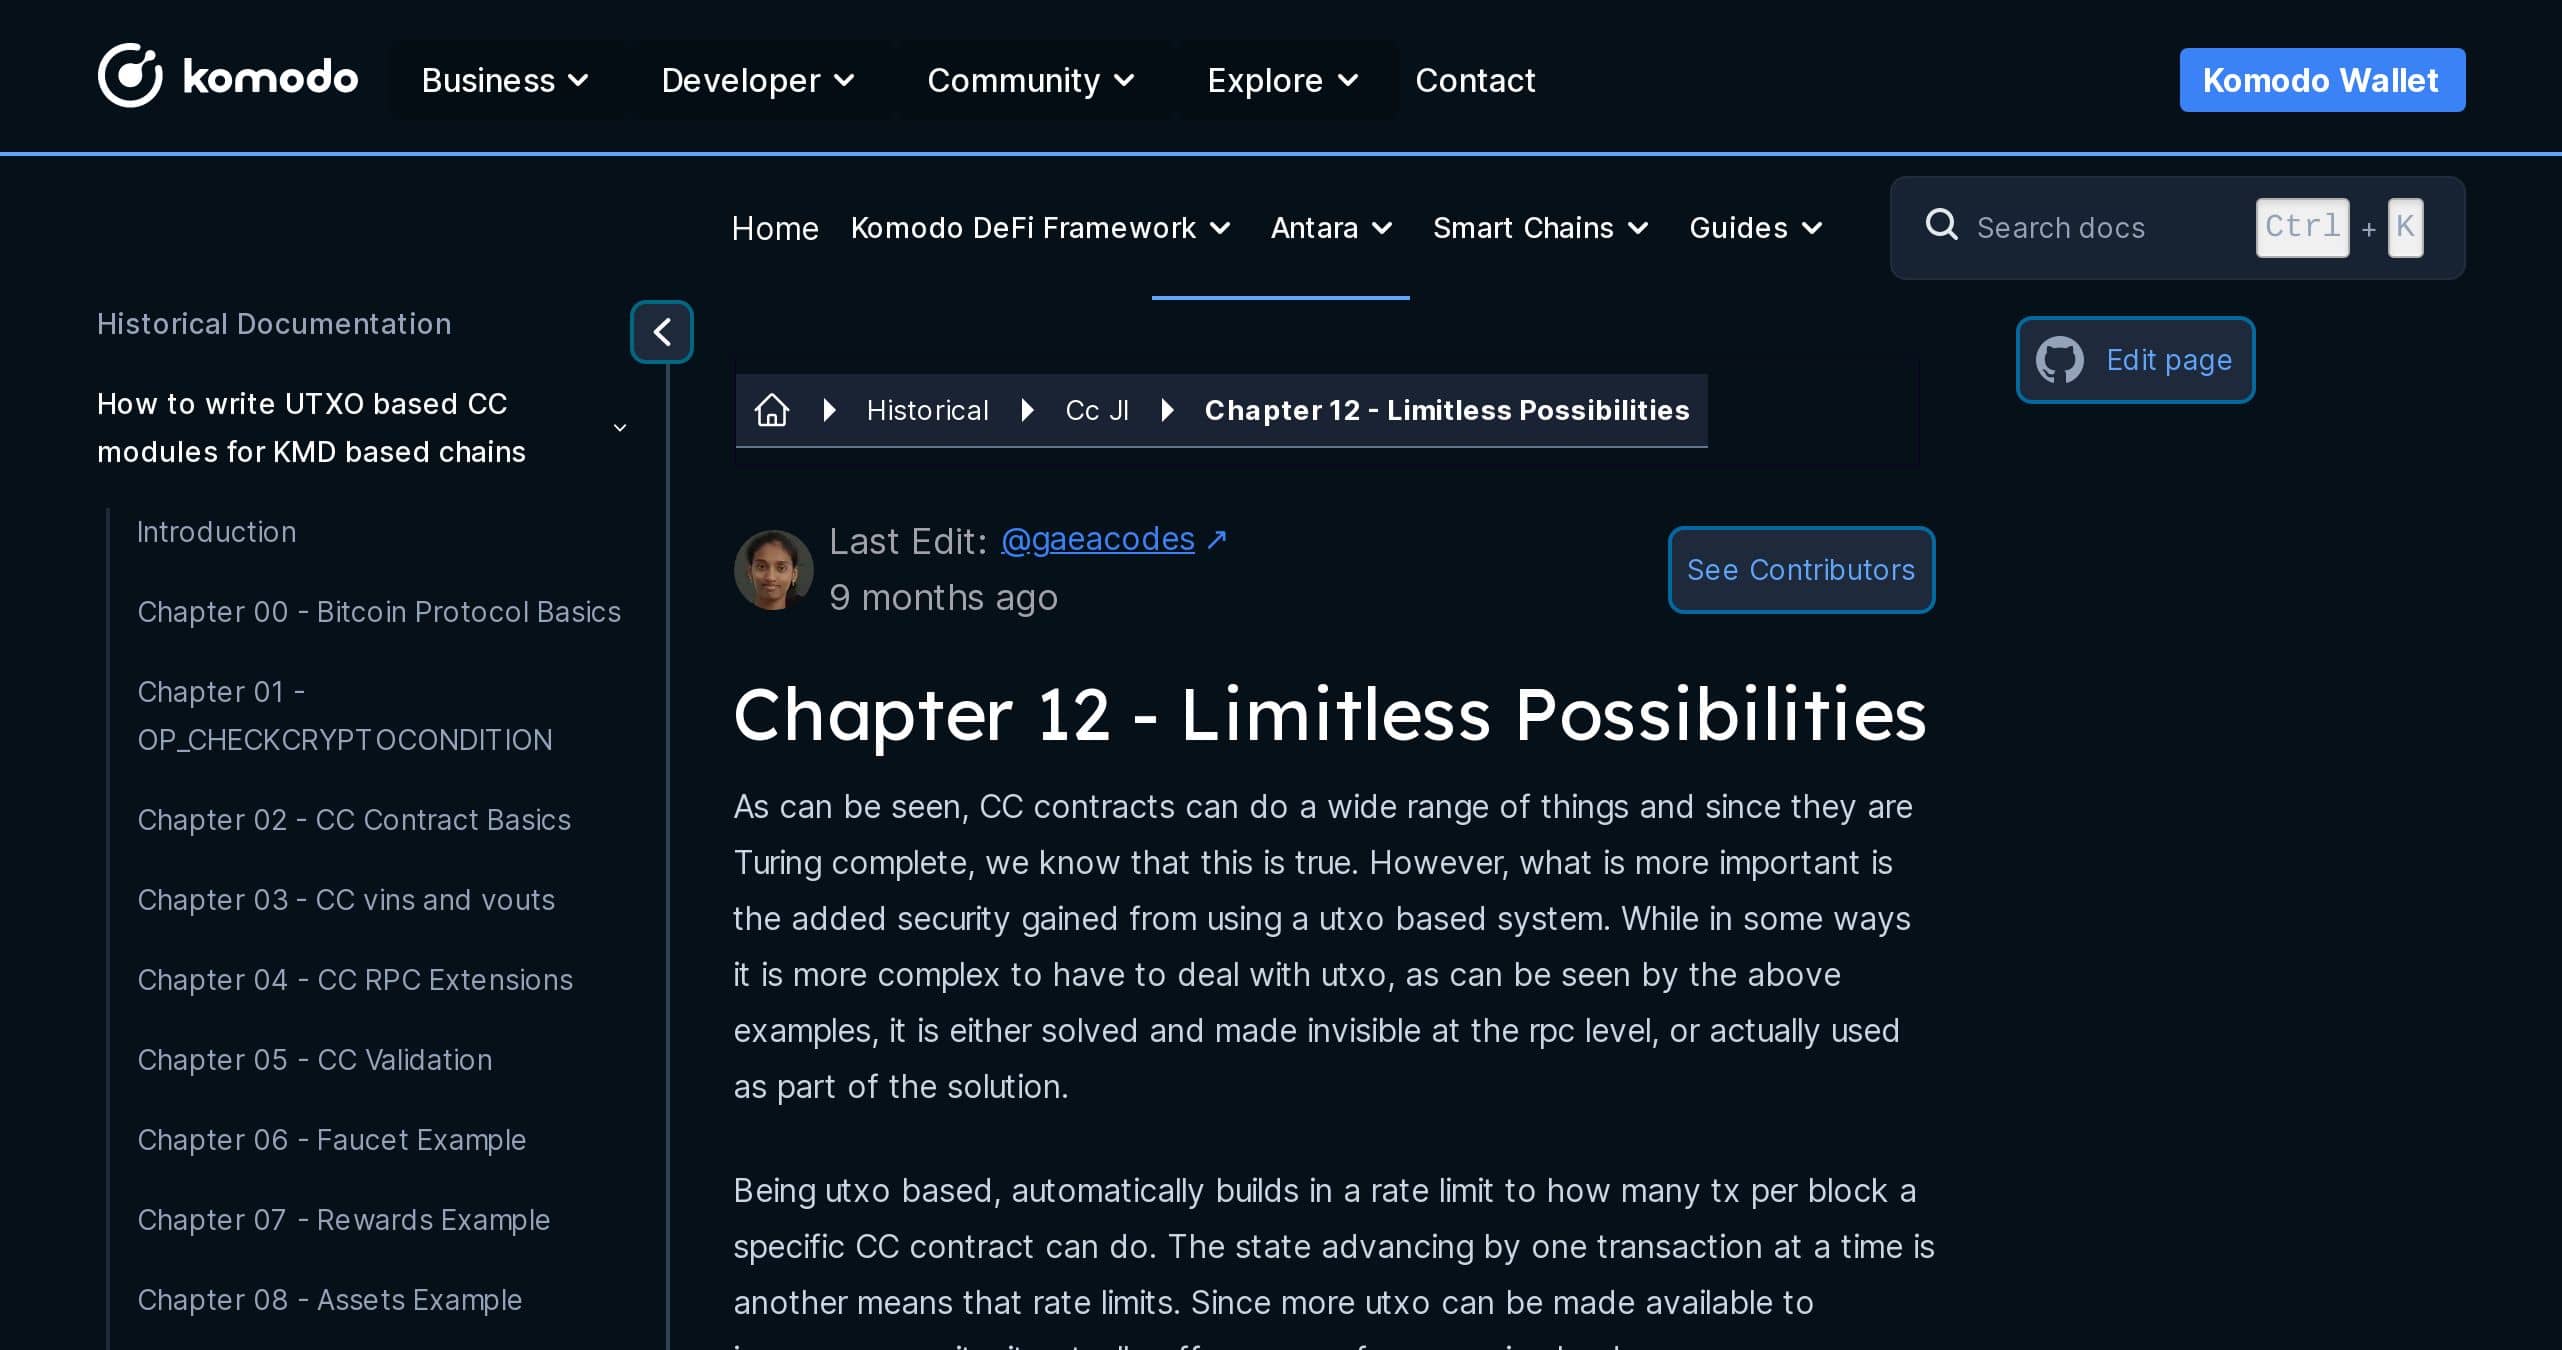 komodo Business Developer Community Explore Contact Komodo Wallet
Home Komodo DeFi Framework Antara Smart Chains Guides Search docs Ctrl + K
Historical Documentation
How to write UTXO based CC
modules for KMD based chains
Introduction
Chapter 00 - Bitcoin Protocol Basics
Chapter 01 -
OP_CHECKCRYPTOCONDITION
Chapter 02 - CC Contract Basics
Chapter 03 - CC vins and vouts
Chapter 04 - CC RPC Extensions
Chapter 05 - CC Validation
Chapter 06 - Faucet Example
Chapter 07 - Rewards Example
Chapter 08 - Assets Example
Edit page
Historical Cc Jl Chapter 12 - Limitless Possibilities
Last Edit: @gaeacodes ↗
9 months ago
See Contributors
Chapter 12 - Limitless Possibilities
As can be seen, CC contracts can do a wide range of things and since they are
Turing complete, we know that this is true. However, what is more important is
the added security gained from using a utxo based system. While in some ways
it is more complex to have to deal with utxo, as can be seen by the above
examples, it is either solved and made invisible at the rpc level, or actually used
as part of the solution.
Being utxo based, automatically builds in a rate limit to how many tx per block a
specific CC contract can do. The state advancing by one transaction at a time is
another means that rate limits. Since more utxo can be made available to